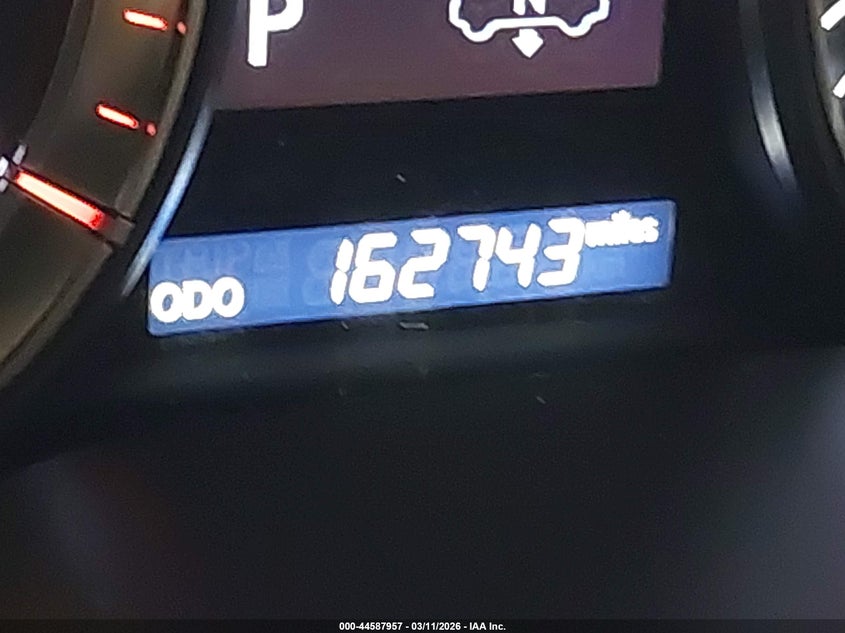 P
N
ODO 162743 miles
000-44587957 - 03/11/2026 - IAA Inc.